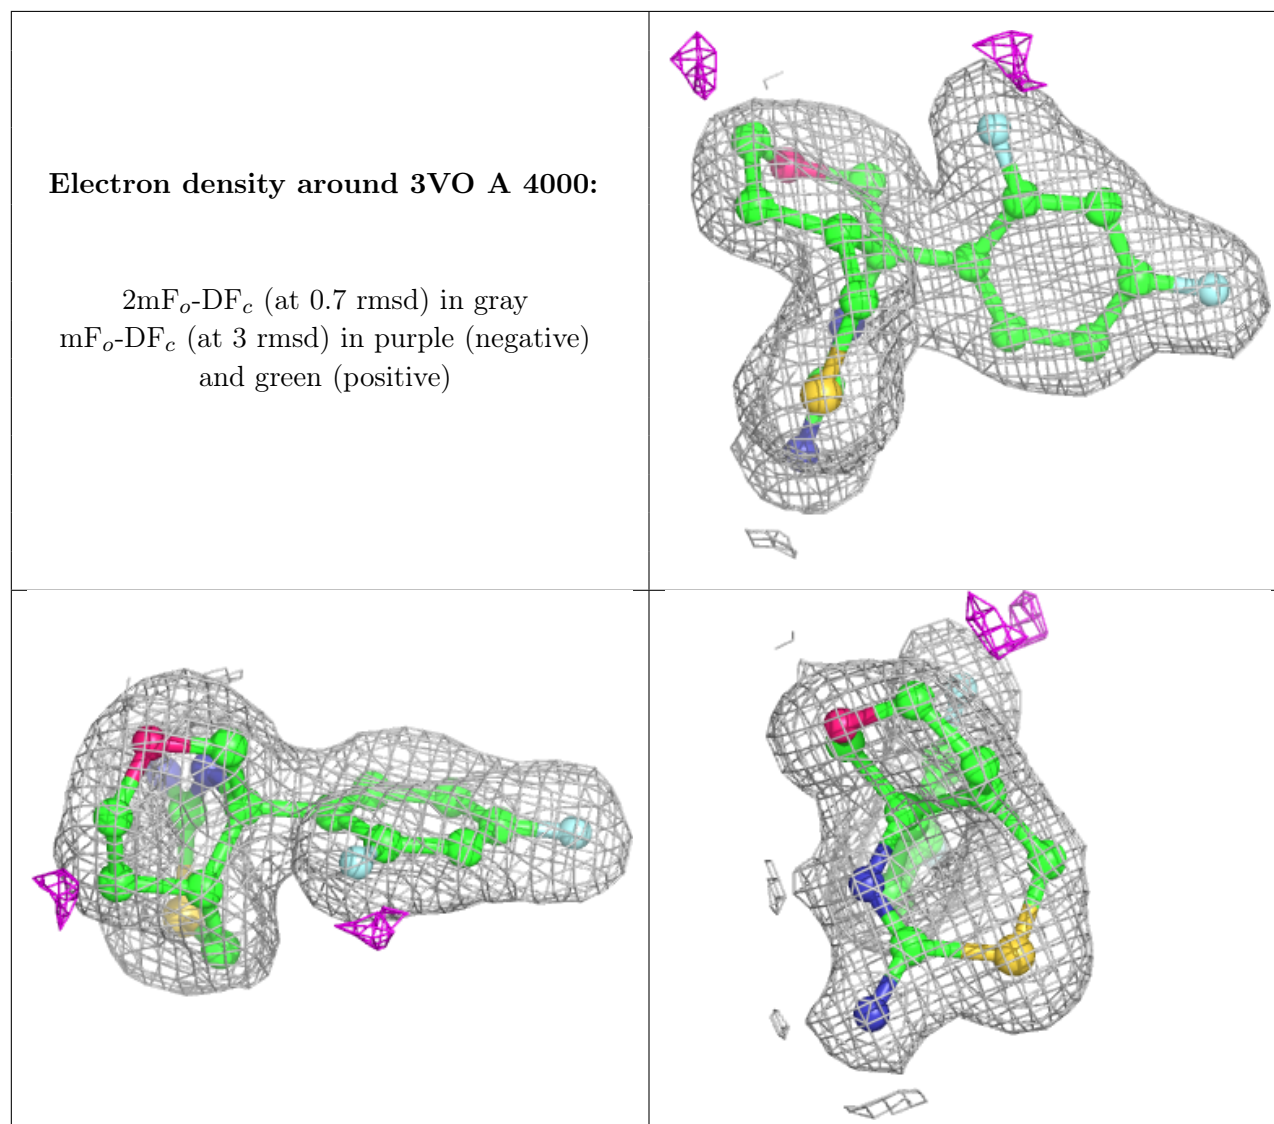 Electron density around 3VO A 4000:
2mFo-DFc (at 0.7 rmsd) in gray
mFo-DFc (at 3 rmsd) in purple (negative)
and green (positive)